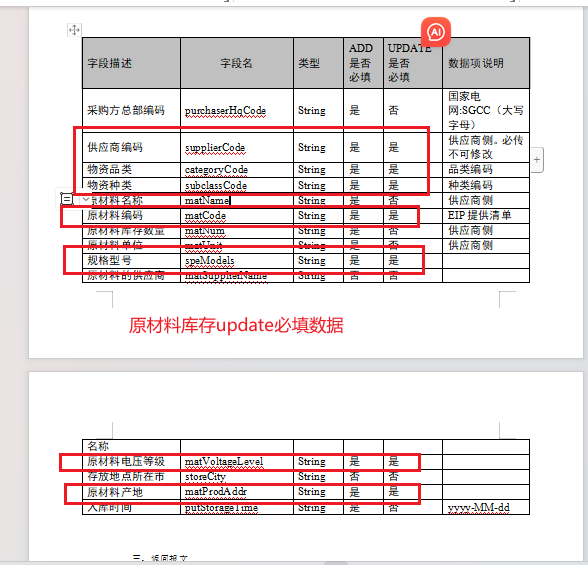 AI
字段描述 字段名 类型 ADD 是否必填 UPDATE 是否必填 数据项说明
采购方总部编码 purchaserHqCode String 是 否 国家电网:SGCC（大写字母）
供应商编码 supplierCode String 是 是 供应商侧。必传不可修改
物资品类 categoryCode String 是 是 品类编码
物资种类 subclassCode String 是 是 种类编码
原材料名称 matName String 是 否 供应商侧
原材料编码 matCode String 是 是 EIP 提供清单
原材料库存数量 matNum String 是 否 供应商侧
原材料单位 matUnit String 是 否 供应商侧
规格型号 speModels String 是 是
原材料的供应商 matSupplierName String 否 否
原材料库存update必填数据
名称
原材料电压等级 matVoltageLevel String 是 是
存放地点所在市 storeCity String 否 否
原材料产地 matProdAddr String 是 是
入库时间 putStorageTime String 是 否 yyyy-MM-dd
三、返回报文